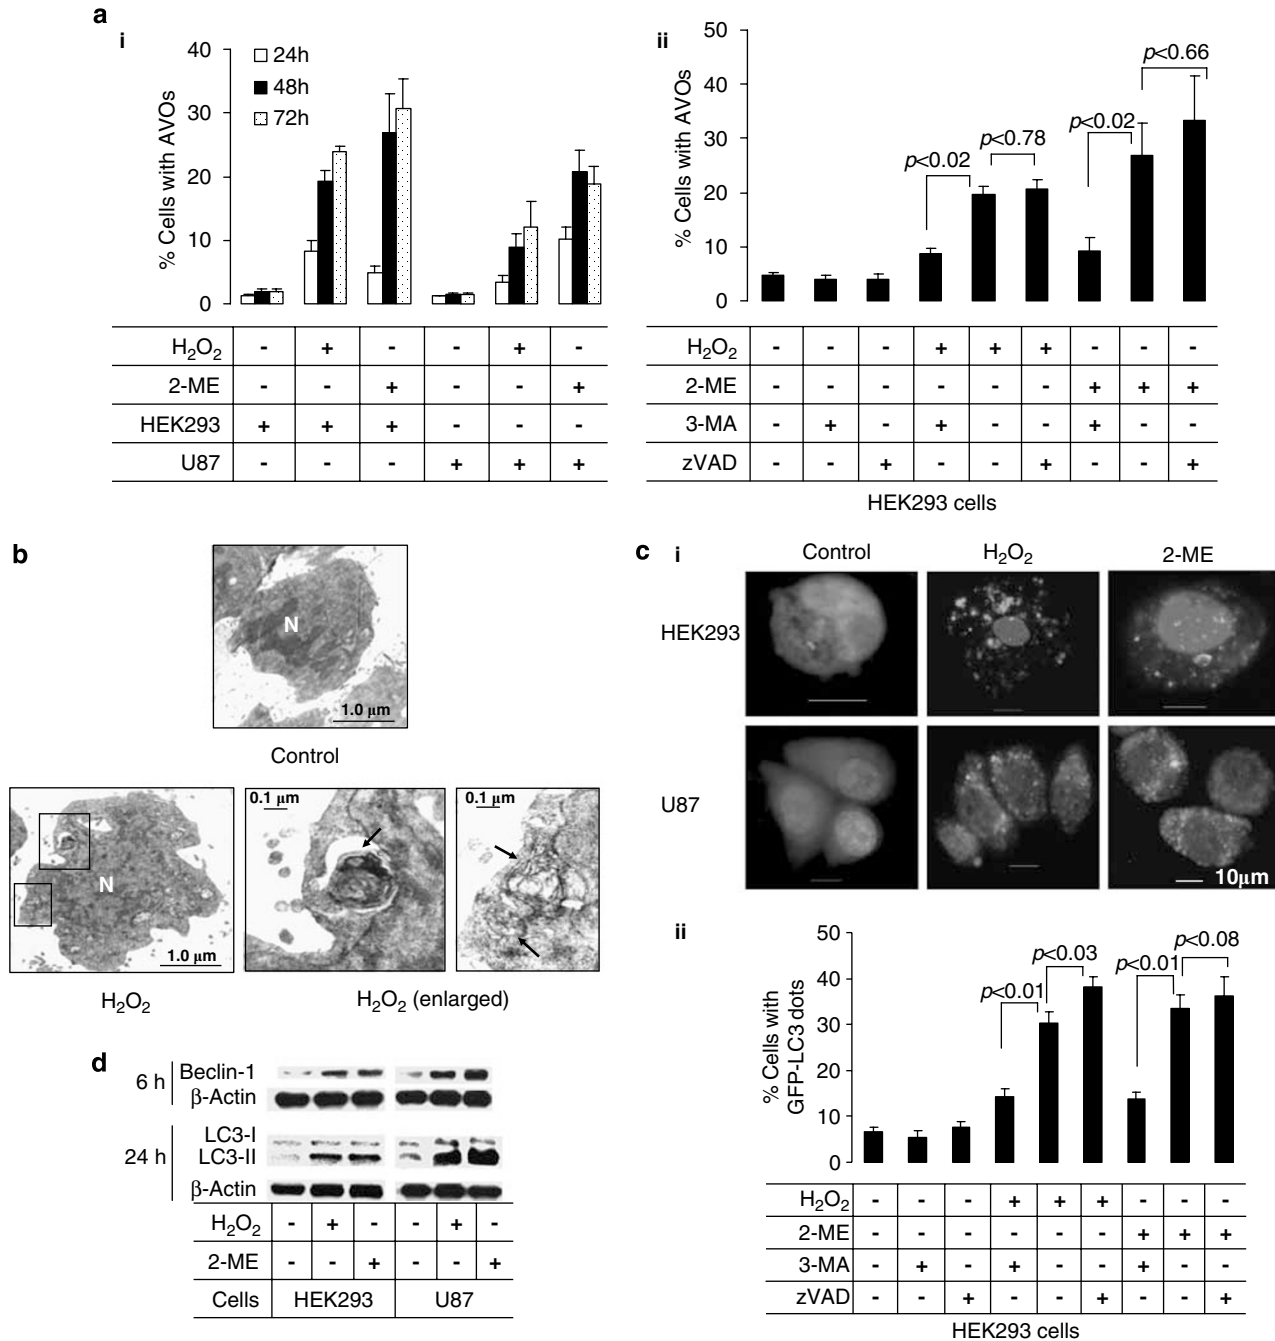 a
i
40
30
20
10
0
% Cells with AVOs
24h
48h
72h
H₂O₂ - + - - + -
2-ME - - + - - +
HEK293 + + + - - -
U87 - - - + + +
ii
50
40
30
20
10
0
% Cells with AVOs
p<0.02
p<0.78
p<0.02
p<0.66
H₂O₂ - - - + + + - - -
2-ME - - - - - - + + +
3-MA - + - + - - + - -
zVAD - - + - - + - - +
HEK293 cells
b
N
1.0 μm
Control
N
1.0 μm
0.1 μm
0.1 μm
H₂O₂
H₂O₂ (enlarged)
c
i
Control H₂O₂ 2-ME
HEK293
U87
10μm
ii
50
40
30
20
10
0
% Cells with
GFP-LC3 dots
p<0.01
p<0.03
p<0.01
p<0.08
H₂O₂ - - - + + + - - -
2-ME - - - - - - + + +
3-MA - + - + - - + - -
zVAD - - + - - + - - +
HEK293 cells
d
6 h
Beclin-1
β-Actin
24 h
LC3-I
LC3-II
β-Actin
H₂O₂ - + - - + -
2-ME - - + - - +
Cells HEK293 U87